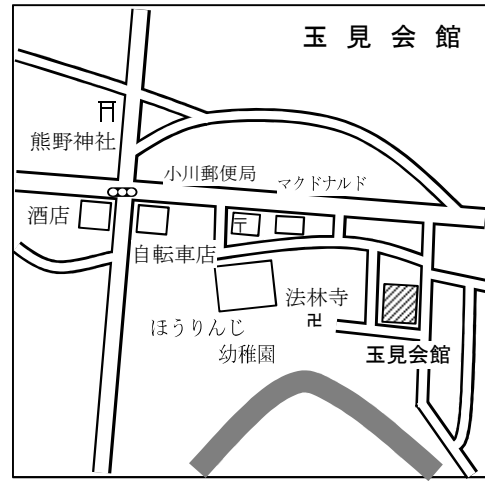 玉見会館
熊野神社
小川郵便局
マクドナルド
酒店
〒
自転車店
法林寺
卍
ほうりんじ
幼稚園
玉見会館